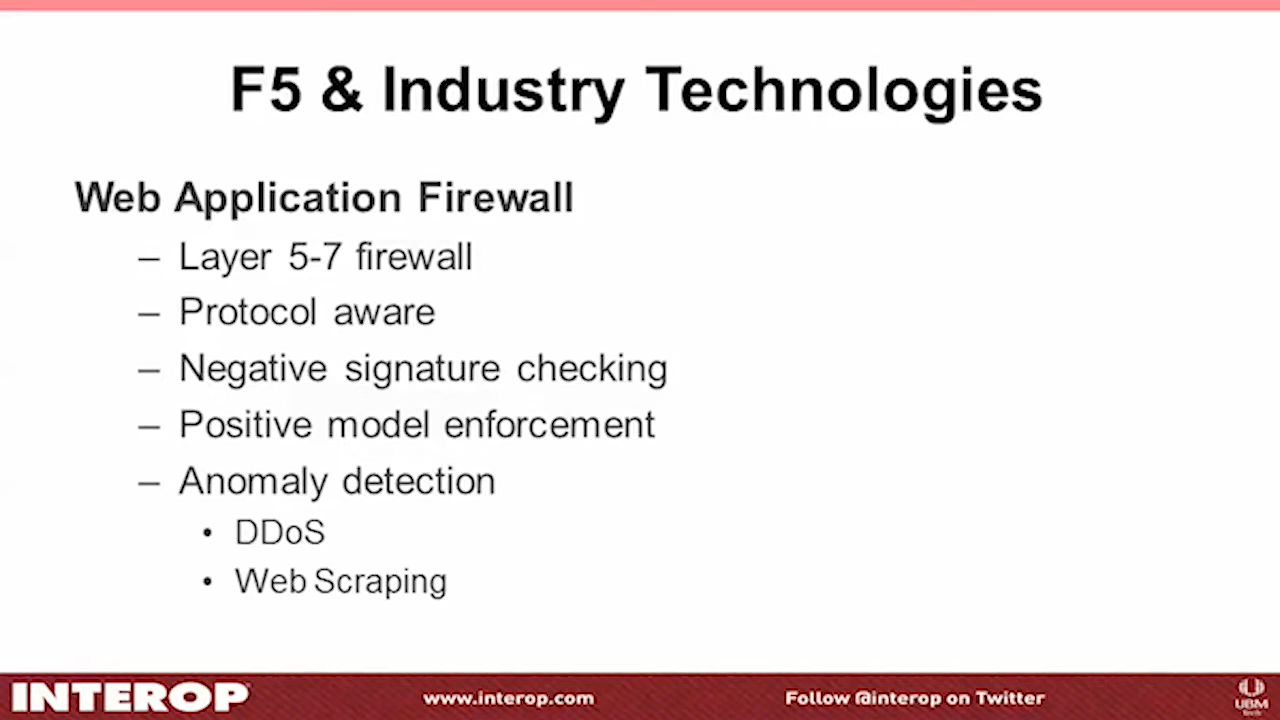 F5 & Industry Technologies
Web Application Firewall
– Layer 5-7 firewall
– Protocol aware
– Negative signature checking
– Positive model enforcement
– Anomaly detection
• DDoS
• Web Scraping
INTEROP
www.interop.com
Follow @interop on Twitter
UBM
Tech